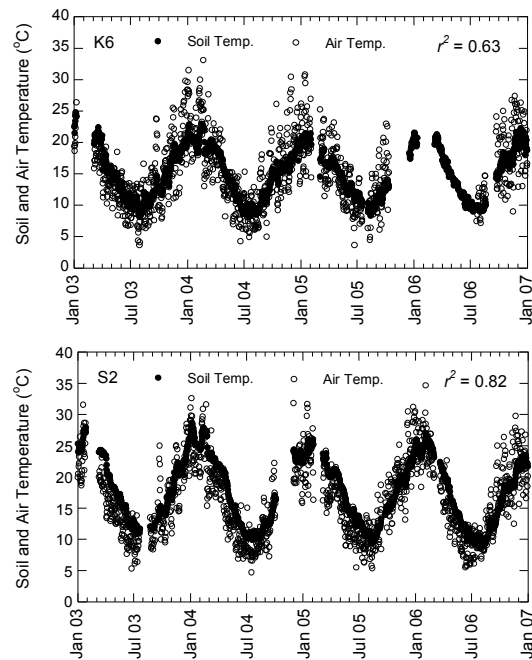 K6 ● Soil Temp. ○ Air Temp. r² = 0.63
Soil and Air Temperature (°C)
40
35
30
25
20
15
10
5
0
Jan 03
Jul 03
Jan 04
Jul 04
Jan 05
Jul 05
Jan 06
Jul 06
Jan 07
S2 ● Soil Temp. ○ Air Temp. r² = 0.82
Soil and Air Temperature (°C)
40
35
30
25
20
15
10
5
0
Jan 03
Jul 03
Jan 04
Jul 04
Jan 05
Jul 05
Jan 06
Jul 06
Jan 07